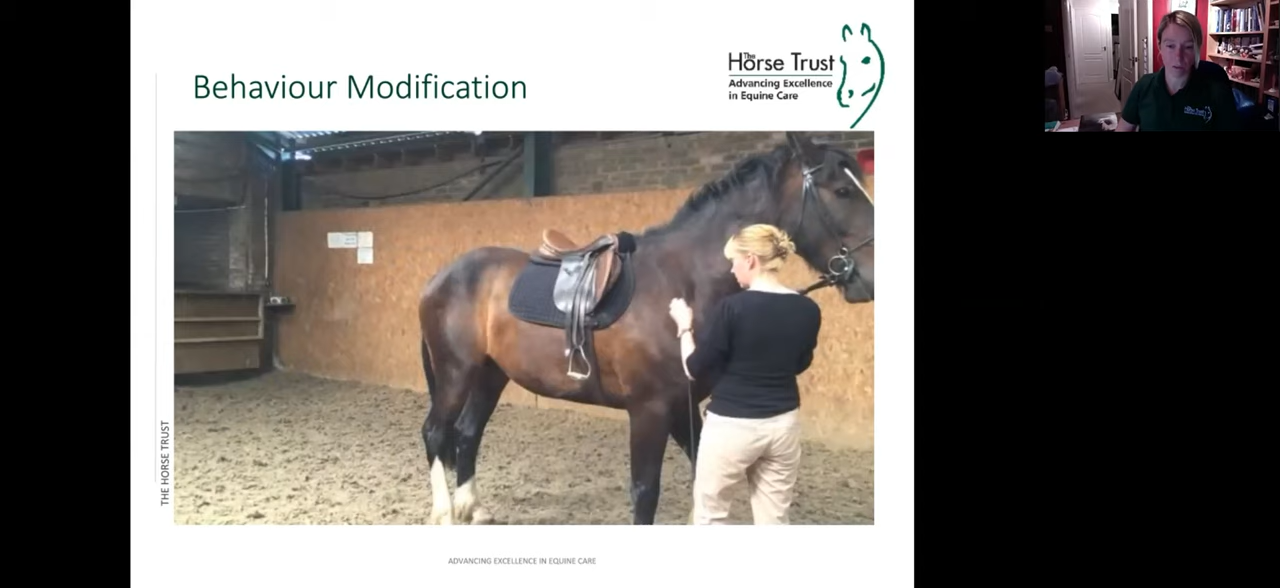 Behaviour Modification
The Horse Trust
Advancing Excellence
in Equine Care
THE HORSE TRUST
ADVANCING EXCELLENCE IN EQUINE CARE